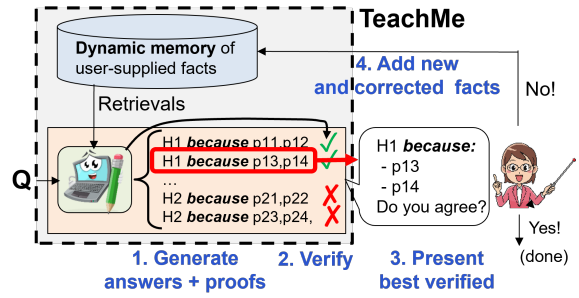 TeachMe
Dynamic memory of
user-supplied facts
4. Add new
and corrected facts
No!
Retrievals
Q
H1 because p11,p12
H1 because p13,p14
...
H2 because p21,p22
H2 because p23,p24,
H1 because:
- p13
- p14
Do you agree?
Yes!
(done)
1. Generate
answers + proofs
2. Verify
3. Present
best verified